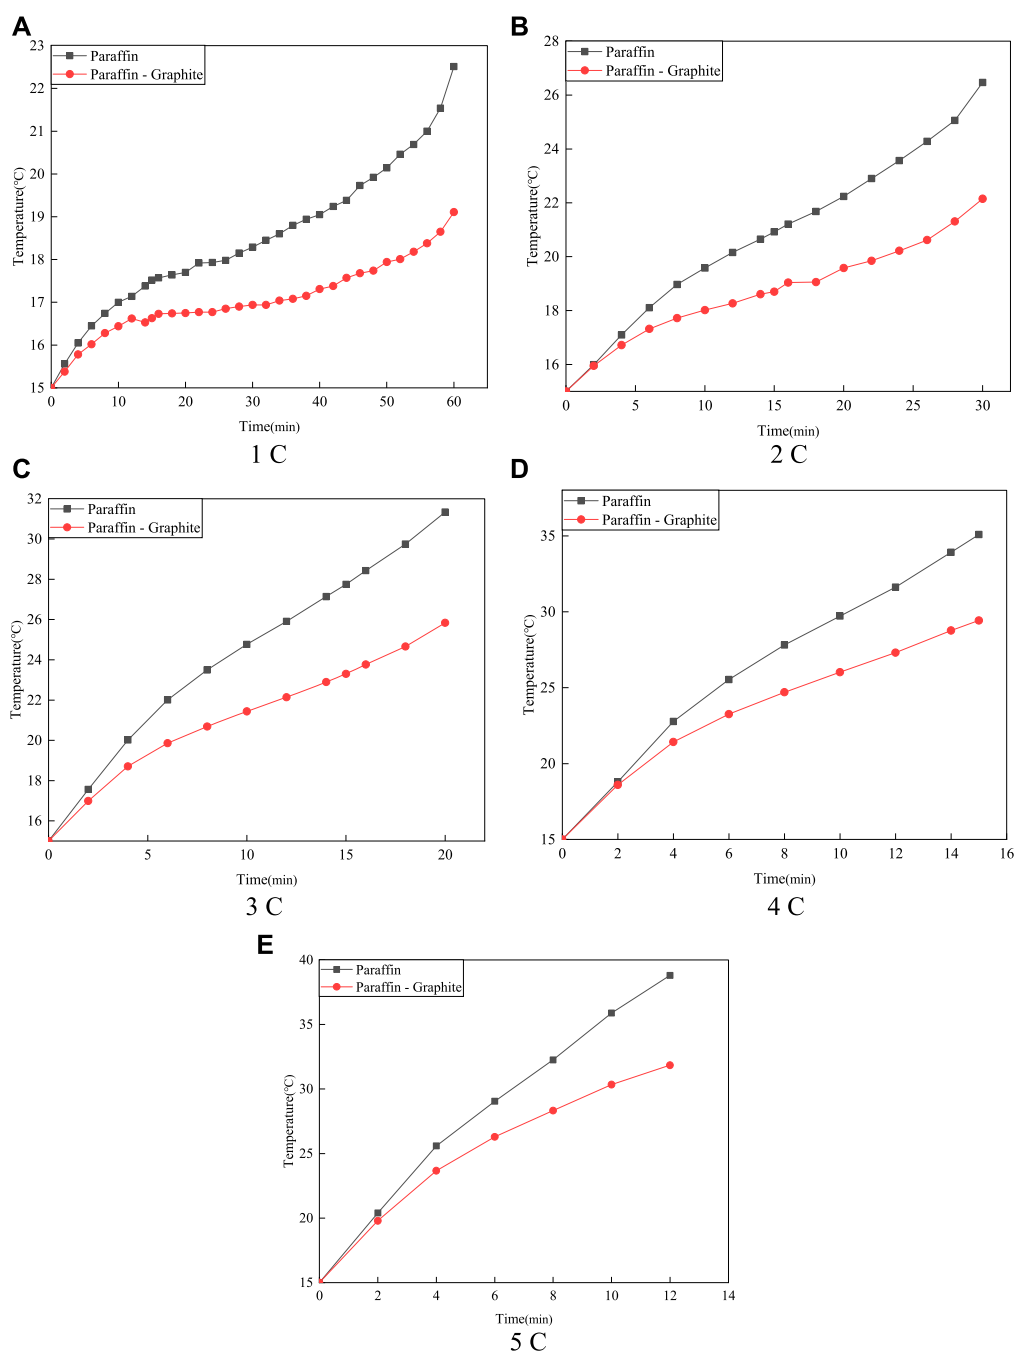 A
23
22
21
20
19
18
17
16
15
Temperature(℃)
Paraffin
Paraffin - Graphite
0 10 20 30 40 50 60
Time(min)
1 C
B
28
26
24
22
20
18
16
Temperature(℃)
Paraffin
Paraffin - Graphite
0 5 10 15 20 25 30
Time(min)
2 C
C
32
30
28
26
24
22
20
18
16
Temperature(℃)
Paraffin
Paraffin - Graphite
0 5 10 15 20
Time(min)
3 C
D
35
30
25
20
15
Temperature(℃)
Paraffin
Paraffin - Graphite
0 2 4 6 8 10 12 14 16
Time(min)
4 C
E
40
35
30
25
20
15
Temperature(℃)
Paraffin
Paraffin - Graphite
0 2 4 6 8 10 12 14
Time(min)
5 C